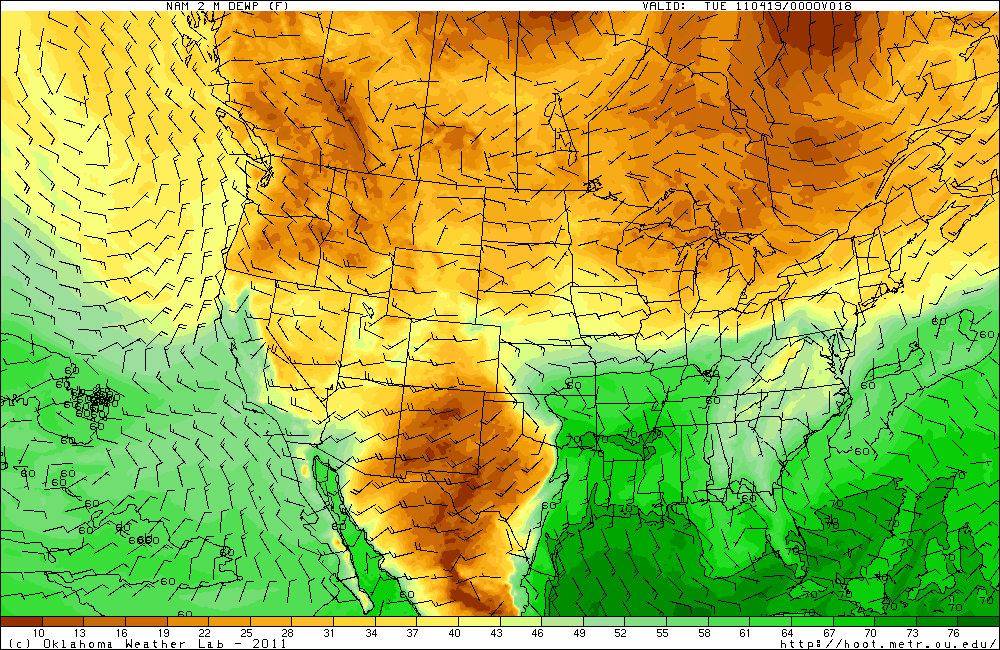 NAM 2 M DEWP (F) VALID: TUE 110419/0000V018
10 13 16 19 22 25 28 31 34 37 40 43 46 49 52 55 58 61 64 67 70 73 76
(c) Oklahoma Weather Lab - 2011 http://hoot.metr.ou.edu/